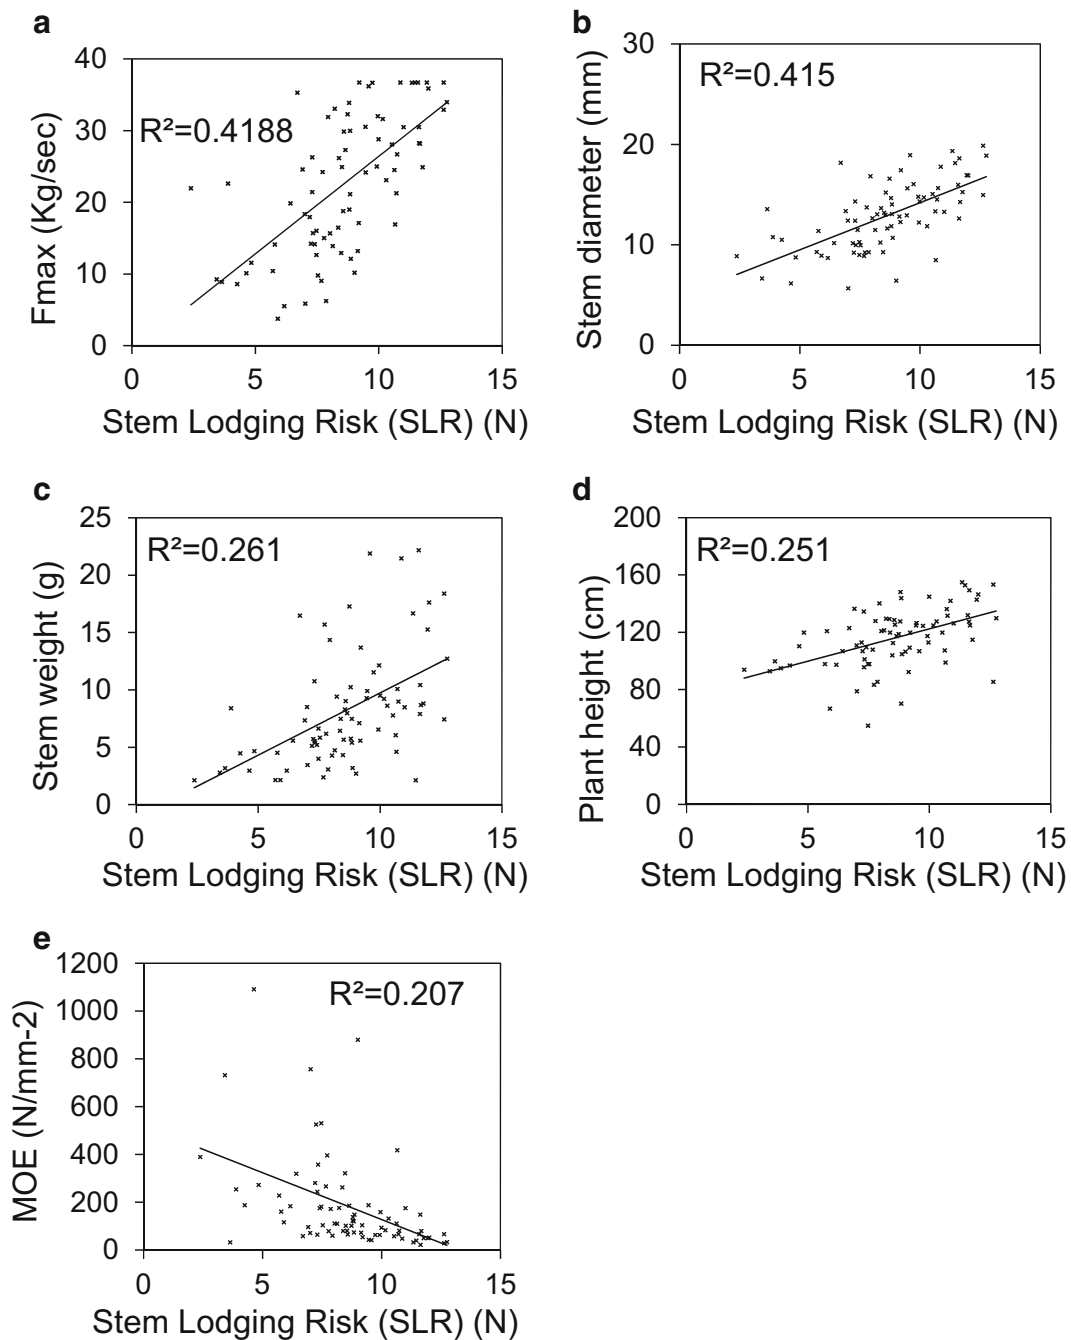 a
R²=0.4188
Fmax (Kg/sec)
40
30
20
10
0
0 5 10 15
Stem Lodging Risk (SLR) (N)
b
R²=0.415
Stem diameter (mm)
30
20
10
0
0 5 10 15
Stem Lodging Risk (SLR) (N)
c
R²=0.261
Stem weight (g)
25
20
15
10
5
0
0 5 10 15
Stem Lodging Risk (SLR) (N)
d
R²=0.251
Plant height (cm)
200
160
120
80
40
0
0 5 10 15
Stem Lodging Risk (SLR) (N)
e
R²=0.207
MOE (N/mm-2)
1200
1000
800
600
400
200
0
0 5 10 15
Stem Lodging Risk (SLR) (N)